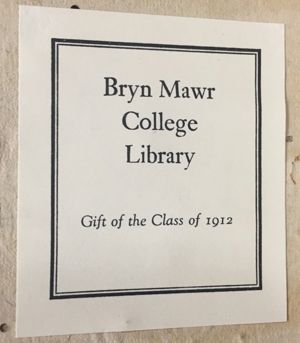 Bryn Mawr
College
Library
Gift of the Class of 1912